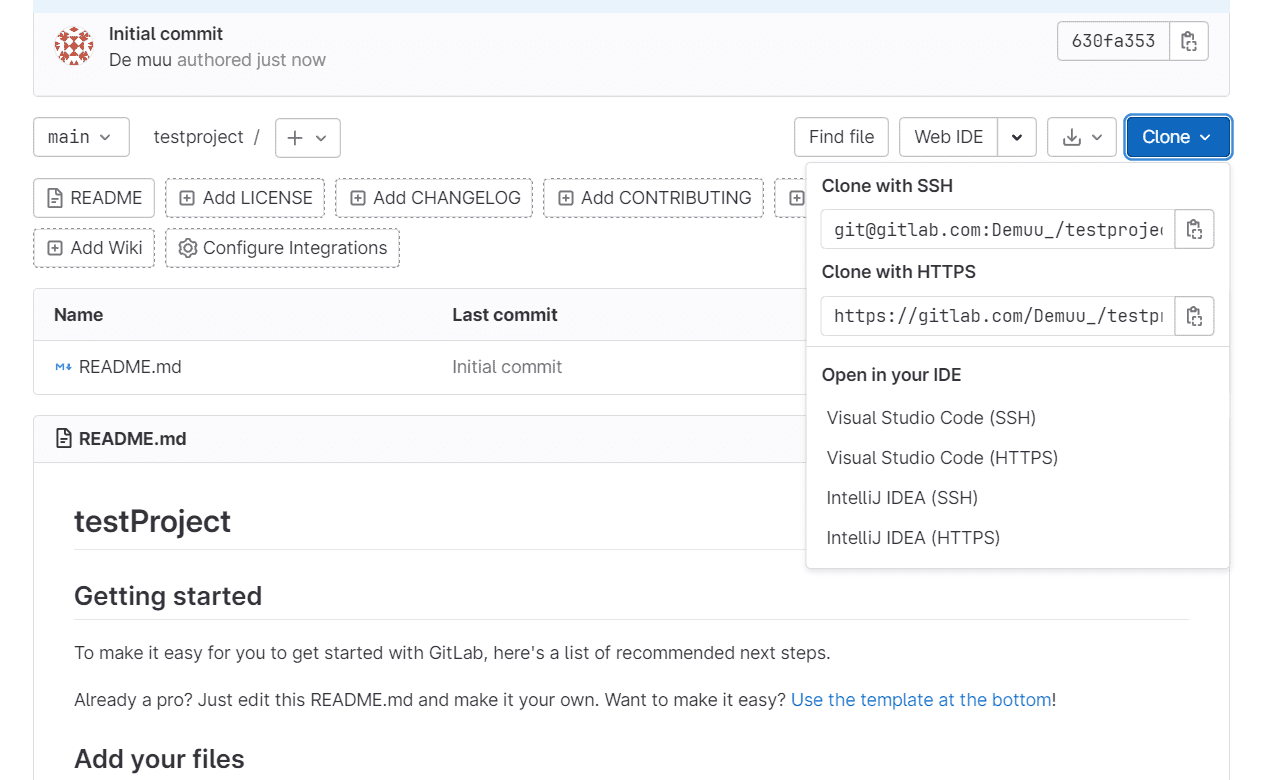 Initial commit
De muu authored just now
630fa353
main
testproject /
Find file
Web IDE
Clone
README
Add LICENSE
Add CHANGELOG
Add CONTRIBUTING
Add Wiki
Configure Integrations
Clone with SSH
git@gitlab.com:Demuu_/testproje
Clone with HTTPS
https://gitlab.com/Demuu_/testp
Open in your IDE
Visual Studio Code (SSH)
Visual Studio Code (HTTPS)
IntelliJ IDEA (SSH)
IntelliJ IDEA (HTTPS)
Name Last commit
README.md Initial commit
README.md
testProject
Getting started
To make it easy for you to get started with GitLab, here's a list of recommended next steps.
Already a pro? Just edit this README.md and make it your own. Want to make it easy? Use the template at the bottom!
Add your files